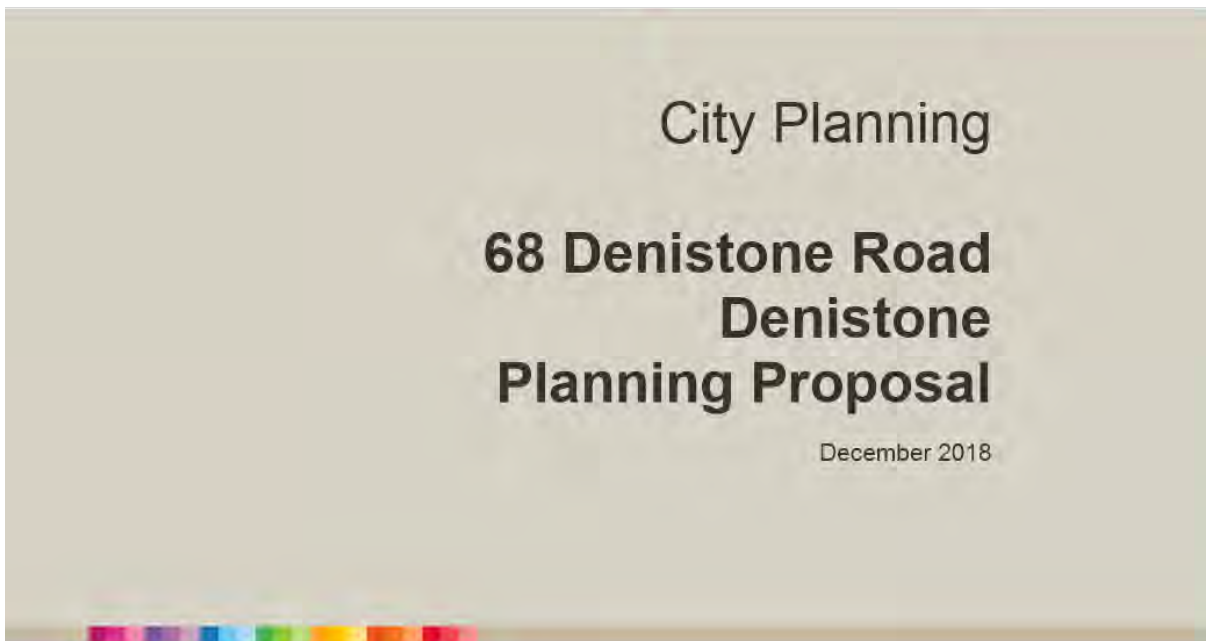 City Planning
68 Denistone Road
Denistone
Planning Proposal
December 2018